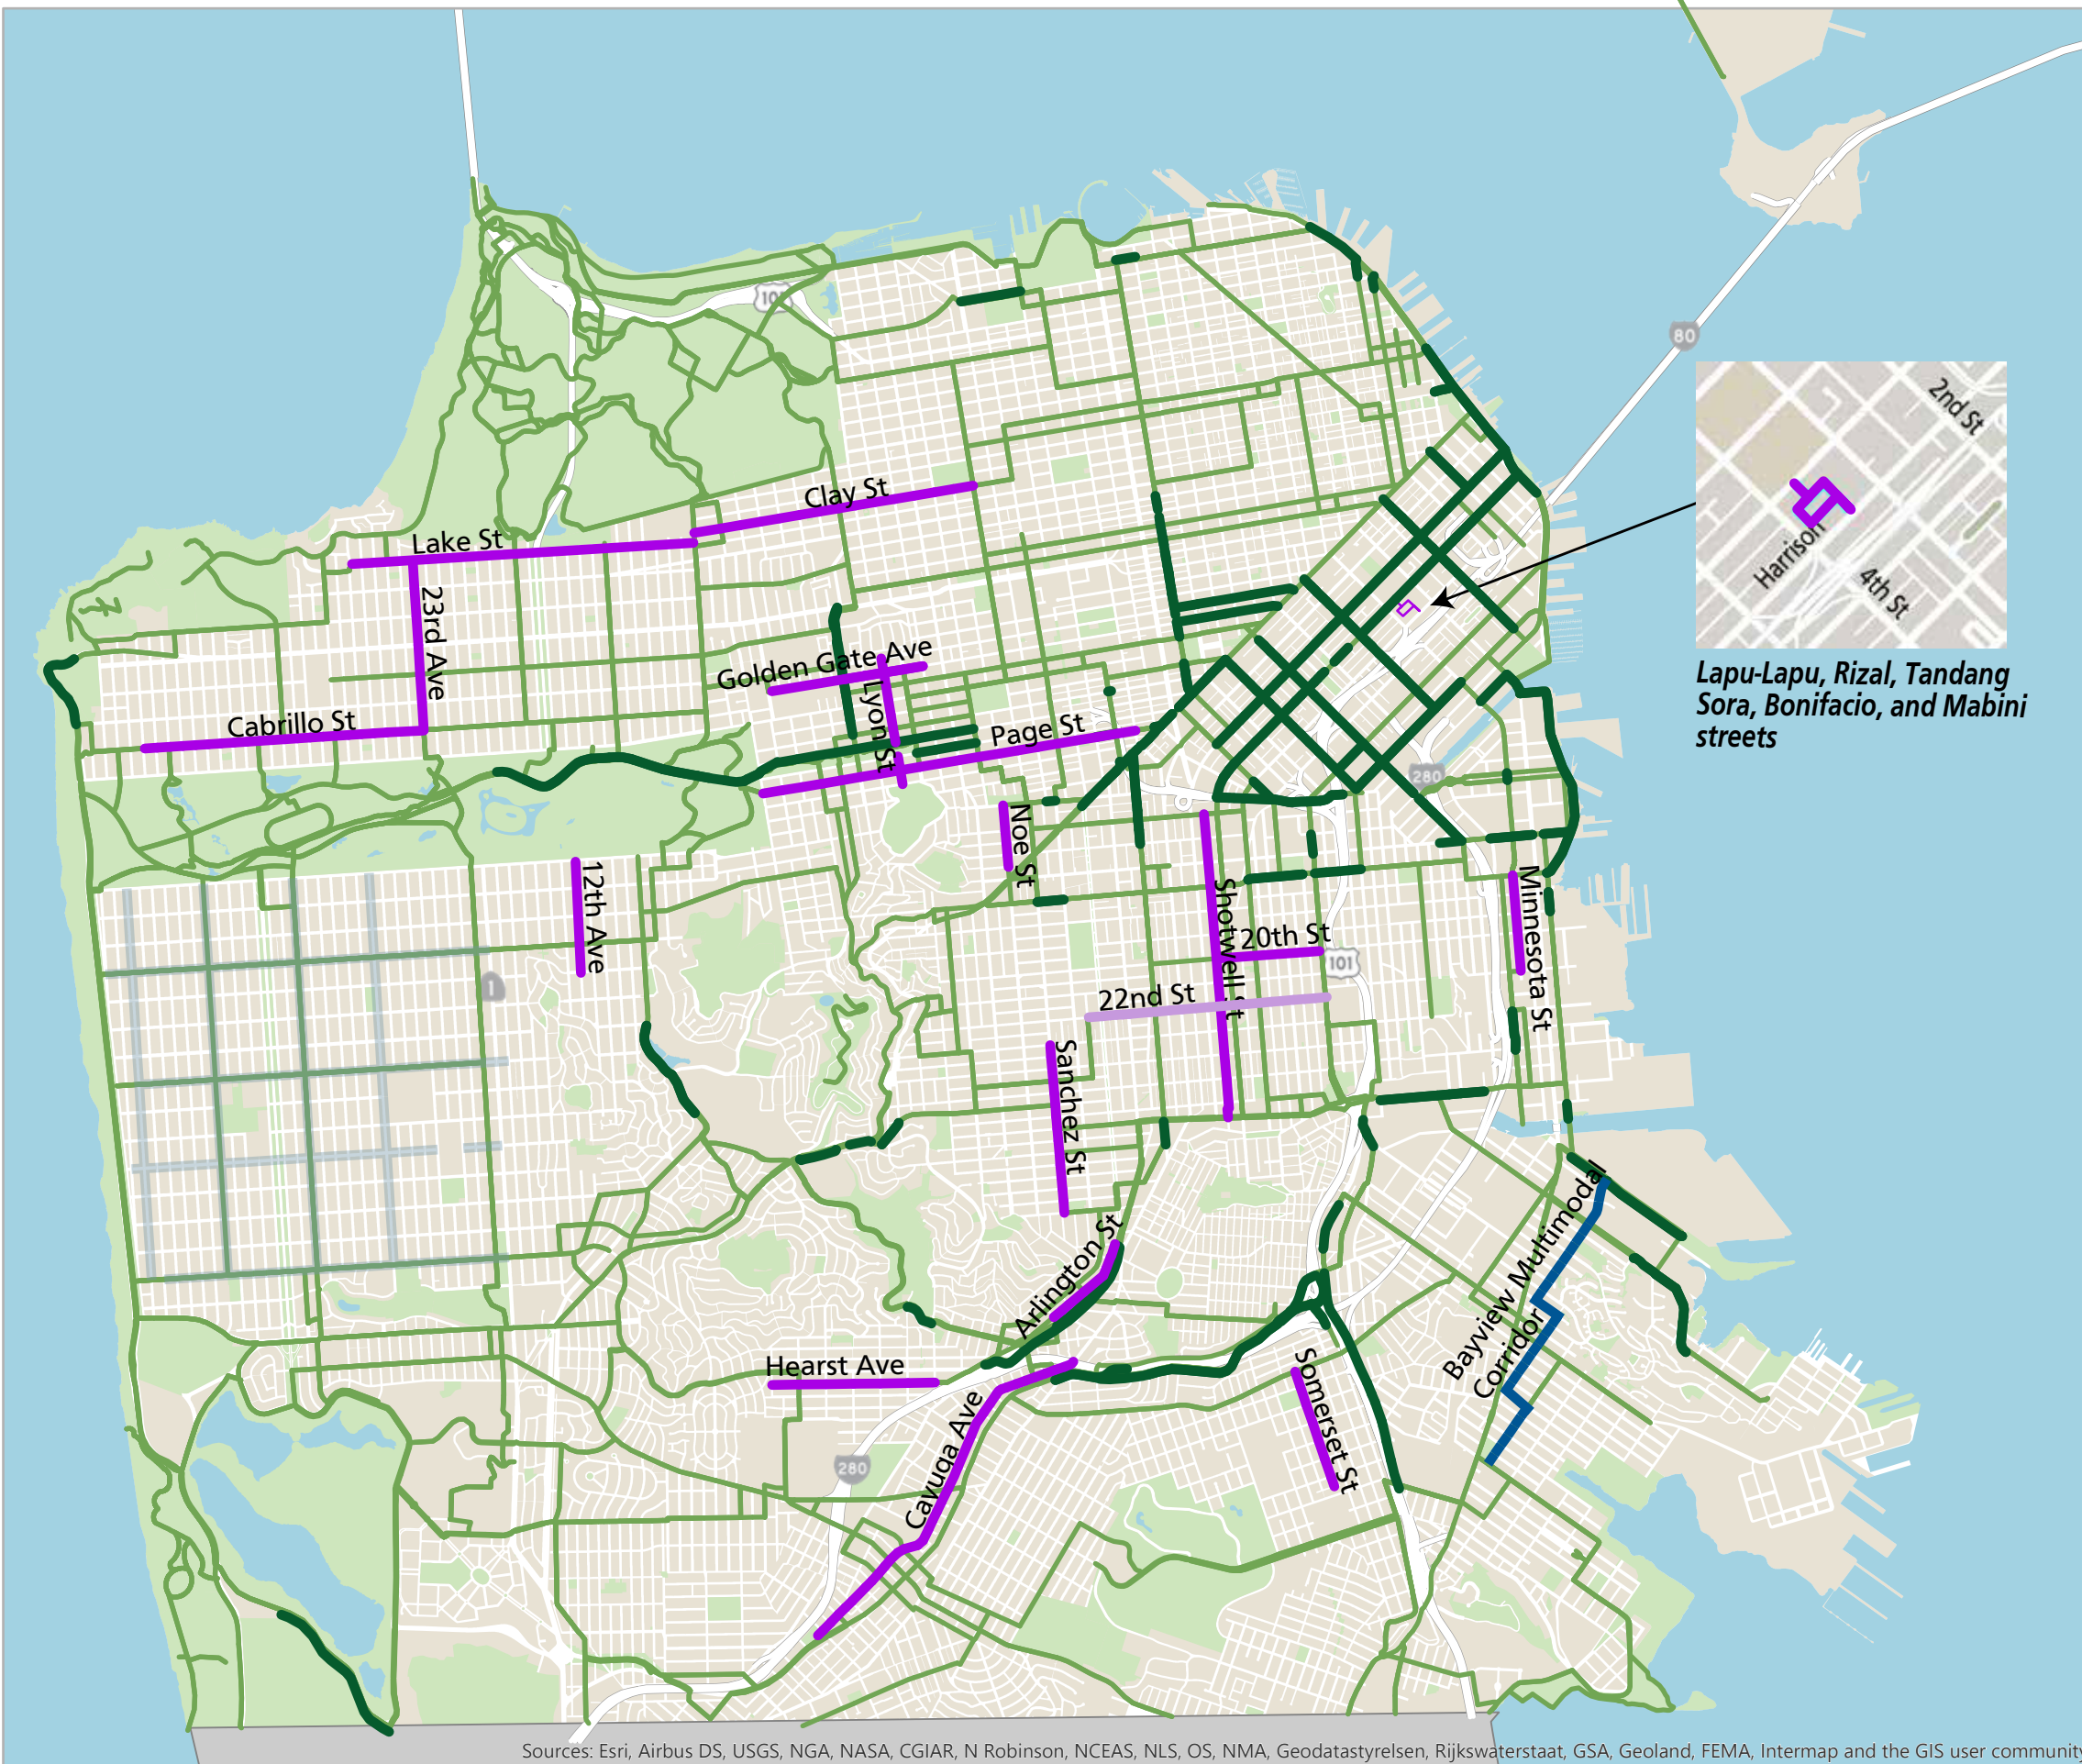 101
80
2nd St
Harrison
4th St
Lapu-Lapu, Rizal, Tandang
Sora, Bonifacio, and Mabini
streets
Clay St
Lake St
23rd Ave
Golden Gate Ave
Lyon St
Cabrillo St
Page St
280
Noe St
12th Ave
Shotwell St
Minnesota St
20th St
101
1
22nd St
Sanchez St
Bayview Multimodal
Corridor
Arlington St
Hearst Ave
Somerset St
Cayuga Ave
280
Sources: Esri, Airbus DS, USGS, NGA, NASA, CGIAR, N Robinson, NCEAS, NLS, OS, NMA, Geodatastyrelsen, Rijkswaterstaat, GSA, Geoland, FEMA, Intermap and the GIS user community